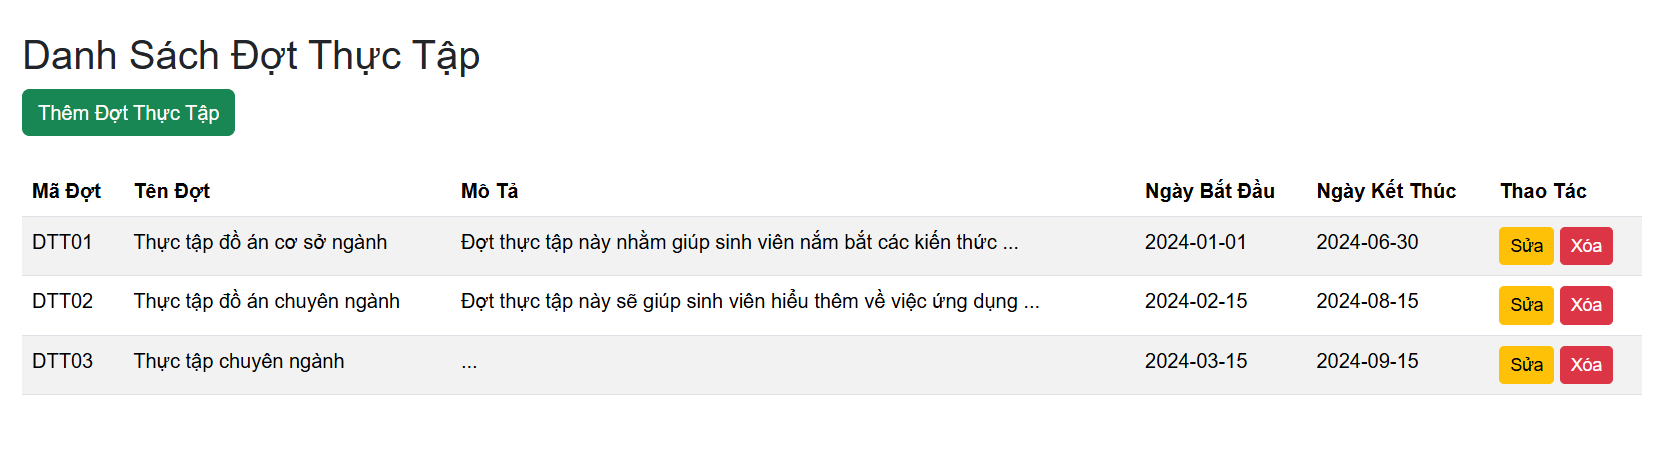 Danh Sách Đợt Thực Tập
Thêm Đợt Thực Tập
Mã Đợt Tên Đợt Mô Tả Ngày Bắt Đầu Ngày Kết Thúc Thao Tác
DTT01 Thực tập đồ án cơ sở ngành Đợt thực tập này nhằm giúp sinh viên nắm bắt các kiến thức ... 2024-01-01 2024-06-30 Sửa Xóa
DTT02 Thực tập đồ án chuyên ngành Đợt thực tập này sẽ giúp sinh viên hiểu thêm về việc ứng dụng ... 2024-02-15 2024-08-15 Sửa Xóa
DTT03 Thực tập chuyên ngành ... 2024-03-15 2024-09-15 Sửa Xóa